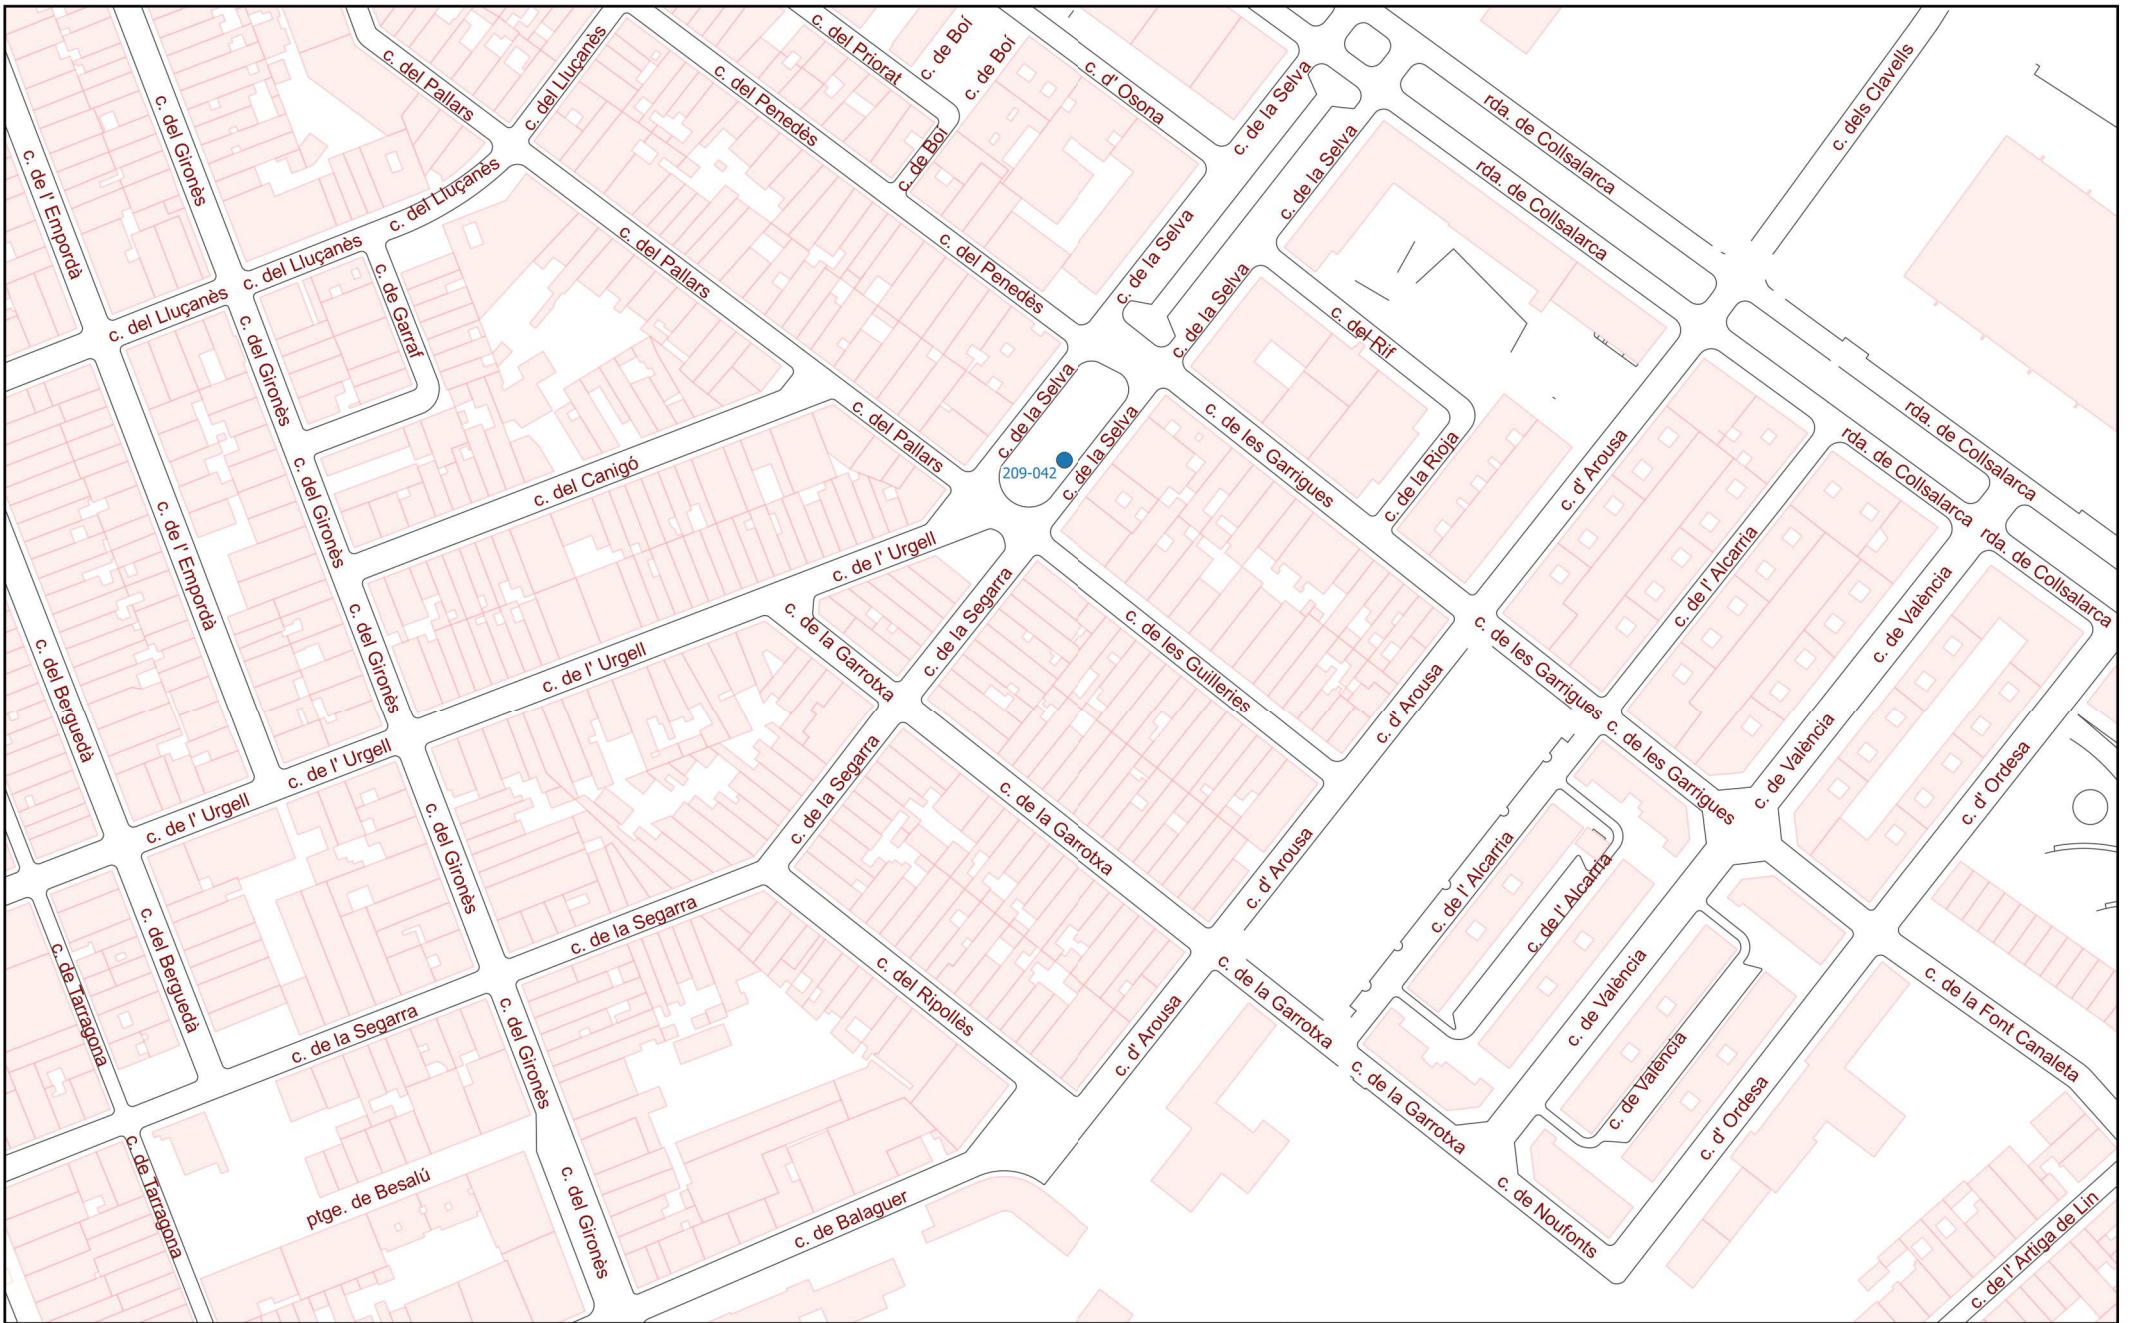 c. del Priorat
c. de Boí
c. de Boí
c. del Lluçanès
c. del Pallars
c. del Penedès
c. d' Osona
c. de la Selva
rda. de Collsalarca
c. dels Clavells
c. del Gironès
c. de l' Empordà
c. del Lluçanès
c. de Boí
c. de la Selva
rda. de Collsalarca
c. del Lluçanès
c. del Lluçanès
c. de Garraf
c. del Pallars
c. del Penedès
c. de la Selva
c. de la Selva
c. del Rif
c. del Gironès
c. de la Selva
c. de la Selva
209-042
c. del Pallars
c. de les Garrigues
c. de la Rioja
c. d' Arousa
rda. de Collsalarca
rda. de Collsalarca
rda. de Collsalarca
c. del Canigó
c. del Gironès
c. de l' Empordà
c. de l' Urgell
c. de l' Alcarria
c. de València
c. del Gironès
c. de la Segarra
c. de la Garrotxa
c. de l' Urgell
c. de les Guilleries
c. de les Garrigues
c. d' Arousa
c. del Berguedà
c. de l' Urgell
c. de l' Urgell
c. de les Garrigues
c. de València
c. d' Ordesa
c. del Gironès
c. de la Segarra
c. de la Garrotxa
c. d' Arousa
c. de l' Alcarria
c. de l' Alcarria
c. de la Segarra
c. del Berguedà
c. de Tarragona
c. de la Segarra
c. del Gironès
c. del Ripollès
c. d' Arousa
c. de la Garrotxa
c. de València
c. de la Font Canaleta
c. de València
c. de la Garrotxa
c. d' Ordesa
c. de Tarragona
ptge. de Besalú
c. del Gironès
c. de Balaguer
c. de Noufonts
c. de l' Artiga de Lin